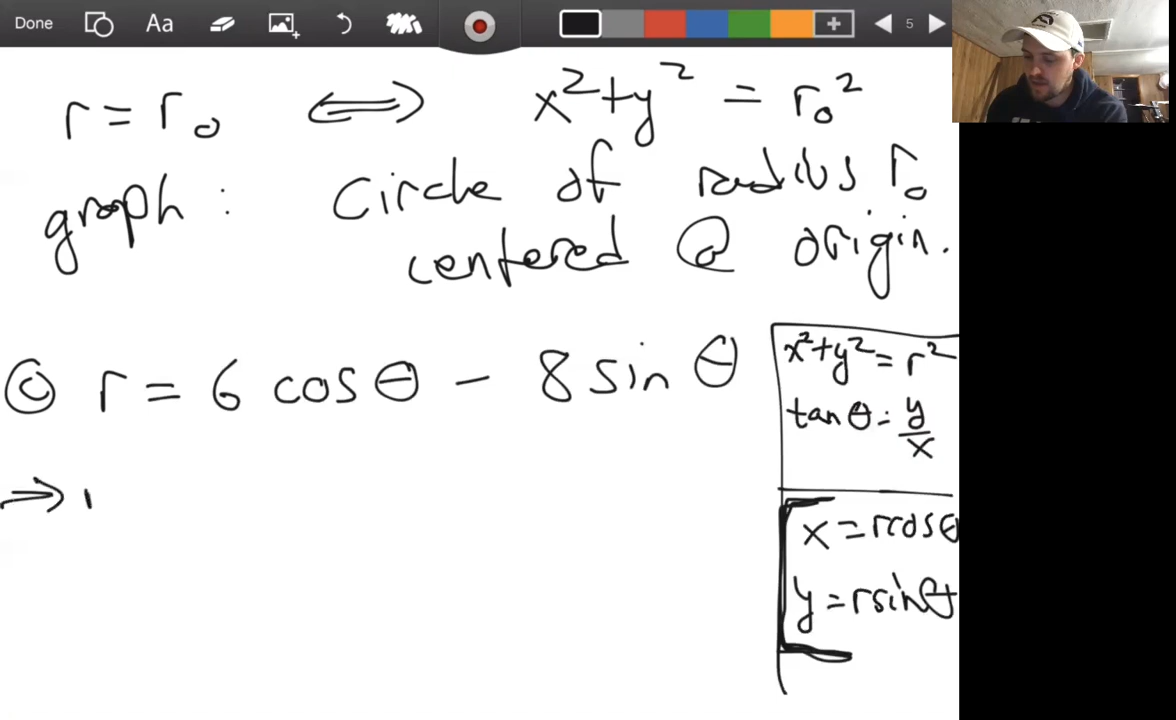 Done Aa 5
r = r₀ ⟺ x² + y² = r₀²
graph : Circle of radius r₀
centered @ origin.
ⓒ r = 6 cos θ − 8 sin θ
⇒ ı
x² + y² = r²
tan θ = y/x
x = r cos θ
y = r sin θ